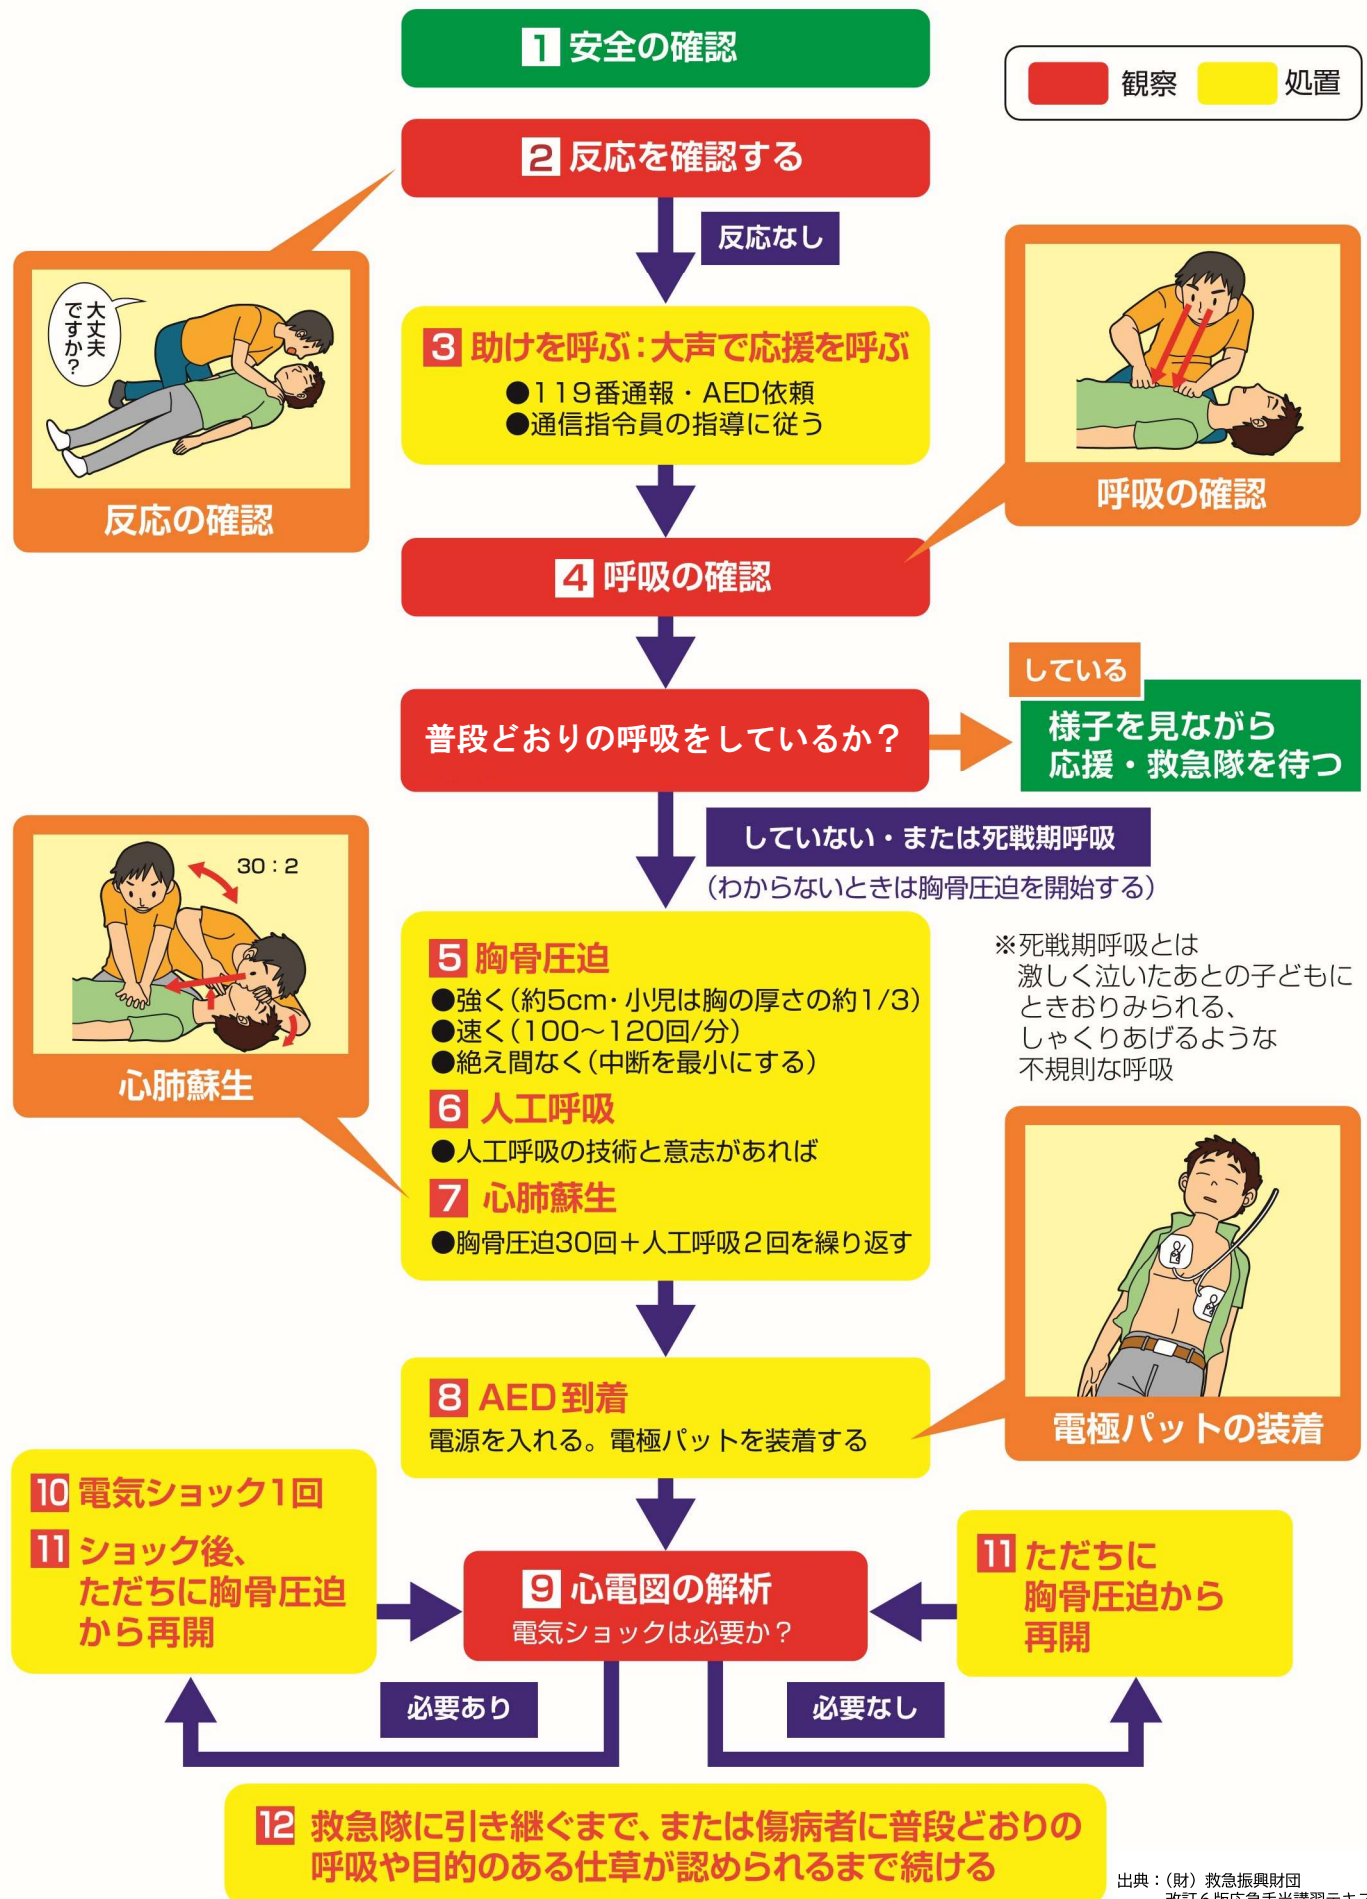 1 安全の確認
観察 処置
2 反応を確認する
反応なし
大丈夫
ですか?
反応の確認
3 助けを呼ぶ：大声で応援を呼ぶ
●119番通報・AED依頼
●通信指令員の指導に従う
呼吸の確認
4 呼吸の確認
普段どおりの呼吸をしているか？
している
様子を見ながら
応援・救急隊を待つ
していない・または死戦期呼吸
（わからないときは胸骨圧迫を開始する）
30：2
心肺蘇生
5 胸骨圧迫
●強く（約5cm・小児は胸の厚さの約1/3）
●速く（100〜120回/分）
●絶え間なく（中断を最小にする）
6 人工呼吸
●人工呼吸の技術と意志があれば
7 心肺蘇生
●胸骨圧迫30回＋人工呼吸２回を繰り返す
※死戦期呼吸とは
激しく泣いたあとの子どもに
ときおりみられる、
しゃくりあげるような
不規則な呼吸
電極パットの装着
8 AED到着
電源を入れる。電極パットを装着する
10 電気ショック1回
11 ショック後、
ただちに胸骨圧迫
から再開
9 心電図の解析
電気ショックは必要か？
11 ただちに
胸骨圧迫から
再開
必要あり
必要なし
12 救急隊に引き継ぐまで、または傷病者に普段どおりの
呼吸や目的のある仕草が認められるまで続ける
出典：（財）救急振興財団